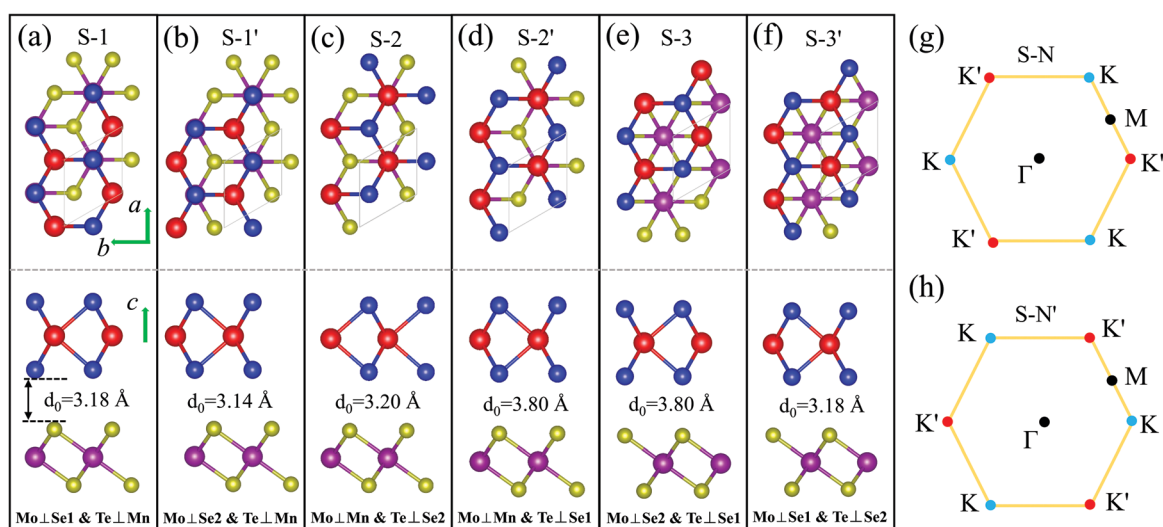 (a) S-1
(b) S-1'
(c) S-2
(d) S-2'
(e) S-3
(f) S-3'
a
b
c
d₀=3.18 Å
d₀=3.14 Å
d₀=3.20 Å
d₀=3.80 Å
d₀=3.80 Å
d₀=3.18 Å
Mo⊥Se1 & Te⊥Mn
Mo⊥Se2 & Te⊥Mn
Mo⊥Mn & Te⊥Se2
Mo⊥Mn & Te⊥Se1
Mo⊥Se2 & Te⊥Se1
Mo⊥Se1 & Te⊥Se2
(g)
S-N
K' K
M
K Γ K'
K' K
(h)
S-N'
K K'
M
K' Γ K
K K'